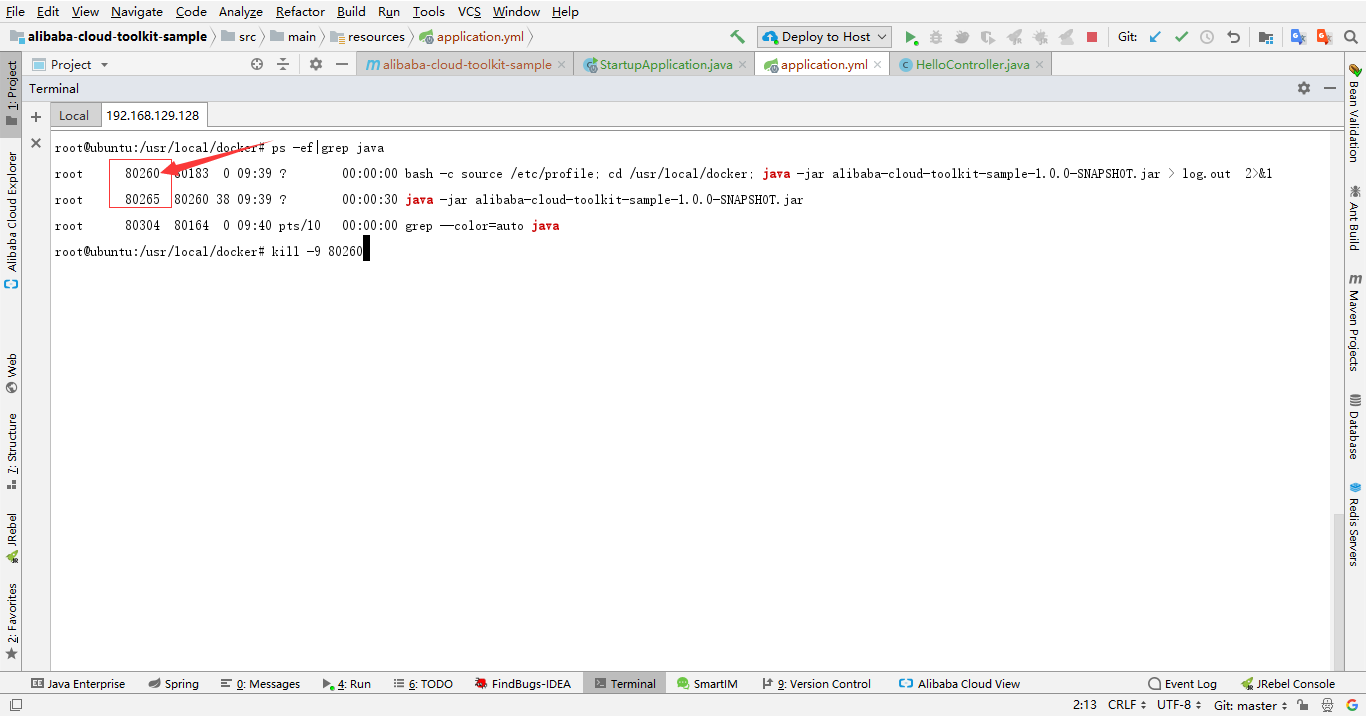 File Edit View Navigate Code Analyze Refactor Build Run Tools VCS Window Help
alibaba-cloud-toolkit-sample src main resources application.yml Deploy to Host Git:
Project alibaba-cloud-toolkit-sample StartupApplication.java application.yml HelloController.java
Terminal
Local 192.168.129.128
root@ubuntu:/usr/local/docker# ps -ef|grep java
root 80260 80183 0 09:39 ? 00:00:00 bash -c source /etc/profile; cd /usr/local/docker; java -jar alibaba-cloud-toolkit-sample-1.0.0-SNAPSHOT.jar > log.out 2>&1
root 80265 80260 38 09:39 ? 00:00:30 java -jar alibaba-cloud-toolkit-sample-1.0.0-SNAPSHOT.jar
root 80304 80164 0 09:40 pts/10 00:00:00 grep --color=auto java
root@ubuntu:/usr/local/docker# kill -9 80260
1: Project
Alibaba Cloud Explorer
Web
7: Structure
JRebel
2: Favorites
Bean Validation
Ant Build
m Maven Projects
Database
Redis Servers
Java Enterprise Spring 0: Messages 4: Run 6: TODO FindBugs-IDEA Terminal SmartIM 9: Version Control Alibaba Cloud View Event Log JRebel Console
2:13 CRLF UTF-8 Git: master